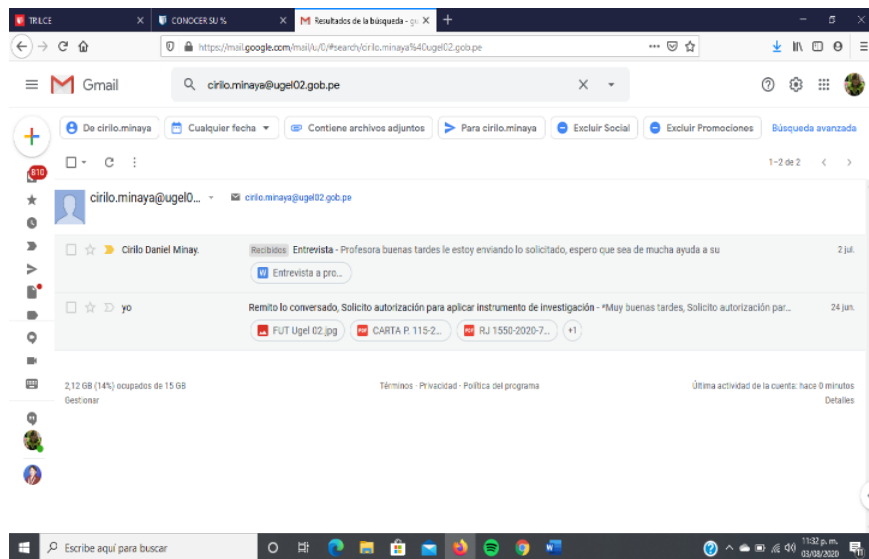 TRILCE
CONOCER SU %
Resultados de la búsqueda - gu
https://mail.google.com/mail/u/0/#search/cirilo.minaya%40ugel02.gob.pe
Gmail
cirilo.minaya@ugel02.gob.pe
De cirilo.minaya
Cualquier fecha
Contiene archivos adjuntos
Para cirilo.minaya
Excluir Social
Excluir Promociones
Búsqueda avanzada
810
1–2 de 2
cirilo.minaya@ugel0...
cirilo.minaya@ugel02.gob.pe
Cirilo Daniel Minay.
Recibidos Entrevista - Profesora buenas tardes le estoy enviando lo solicitado, espero que sea de mucha ayuda a su
2 jul.
Entrevista a pro...
yo
Remito lo conversado, Solicito autorización para aplicar instrumento de investigación - *Muy buenas tardes, Solicito autorización par...
24 jun.
FUT Ugel 02.jpg
CARTA P. 115-2...
RJ 1550-2020-7...
+1
2,12 GB (14%) ocupados de 15 GB
Gestionar
Términos · Privacidad · Política del programa
Última actividad de la cuenta: hace 0 minutos
Detalles
Escribe aquí para buscar
11:32 p. m.
03/08/2020